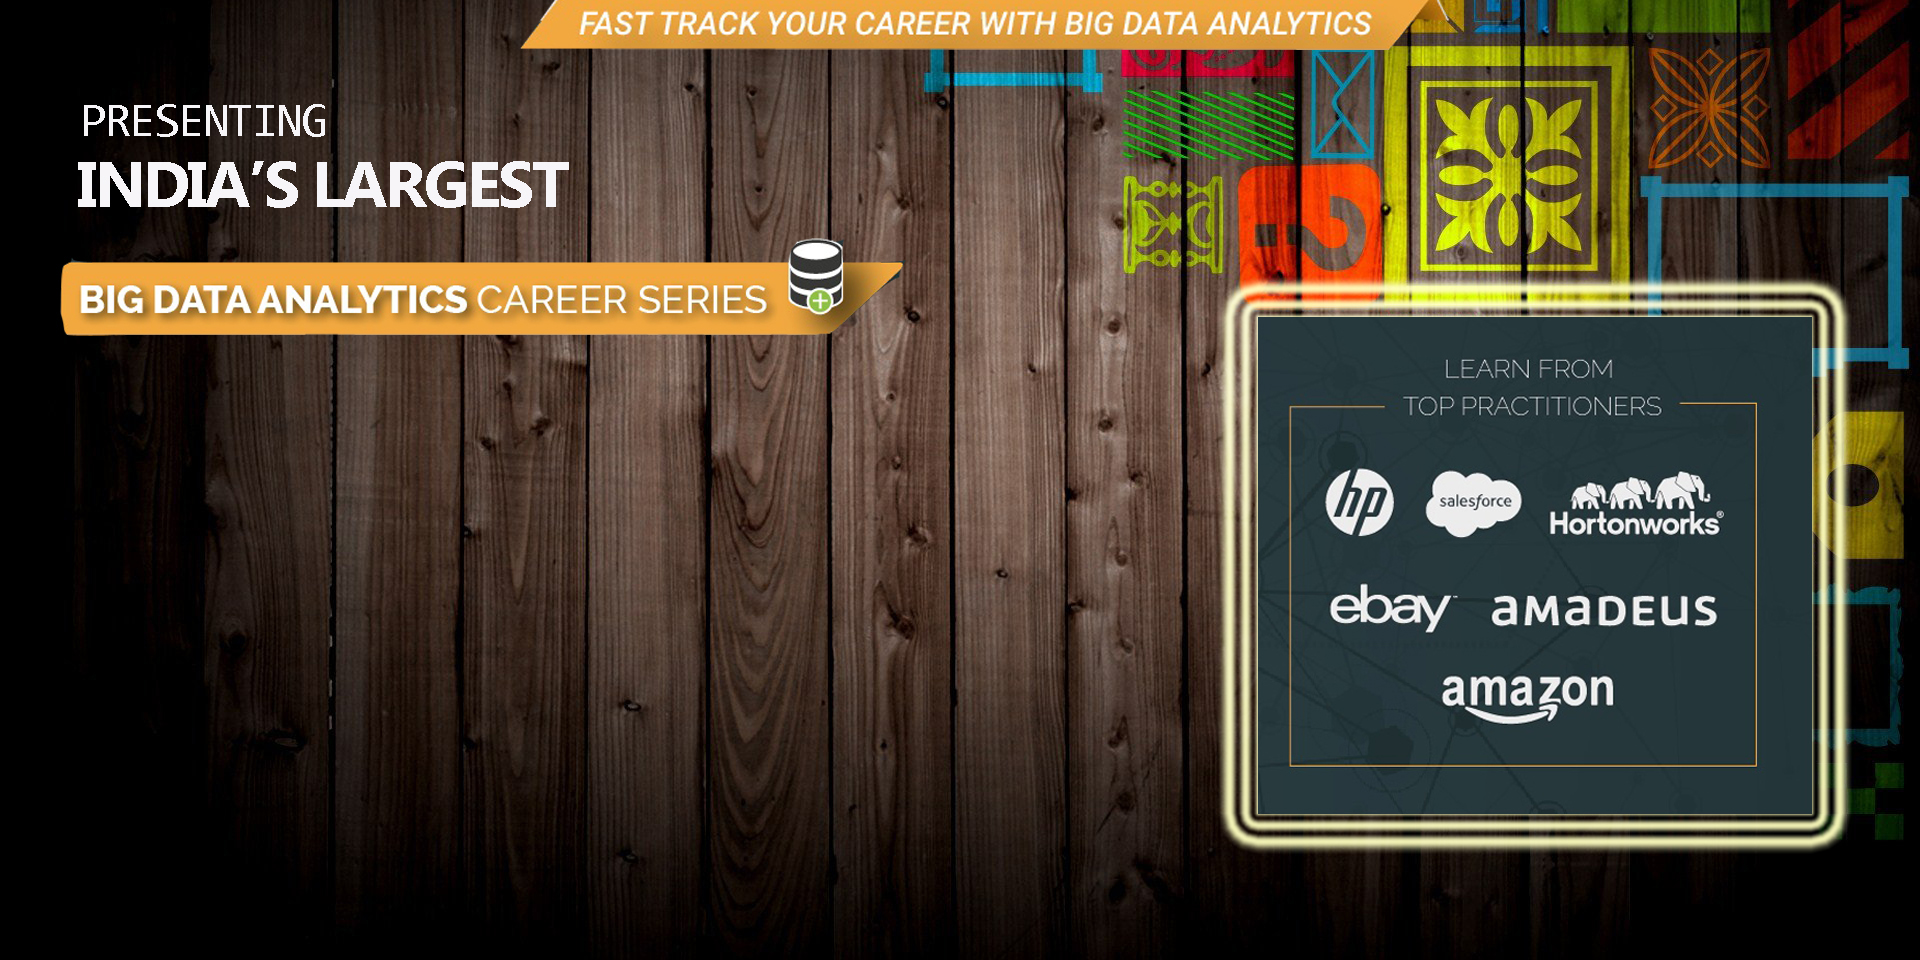 FAST TRACK YOUR CAREER WITH BIG DATA ANALYTICS
PRESENTING
INDIA'S LARGEST
BIG DATA ANALYTICS CAREER SERIES
LEARN FROM
TOP PRACTITIONERS
hp salesforce Hortonworks®
ebay™ amadeus
amazon